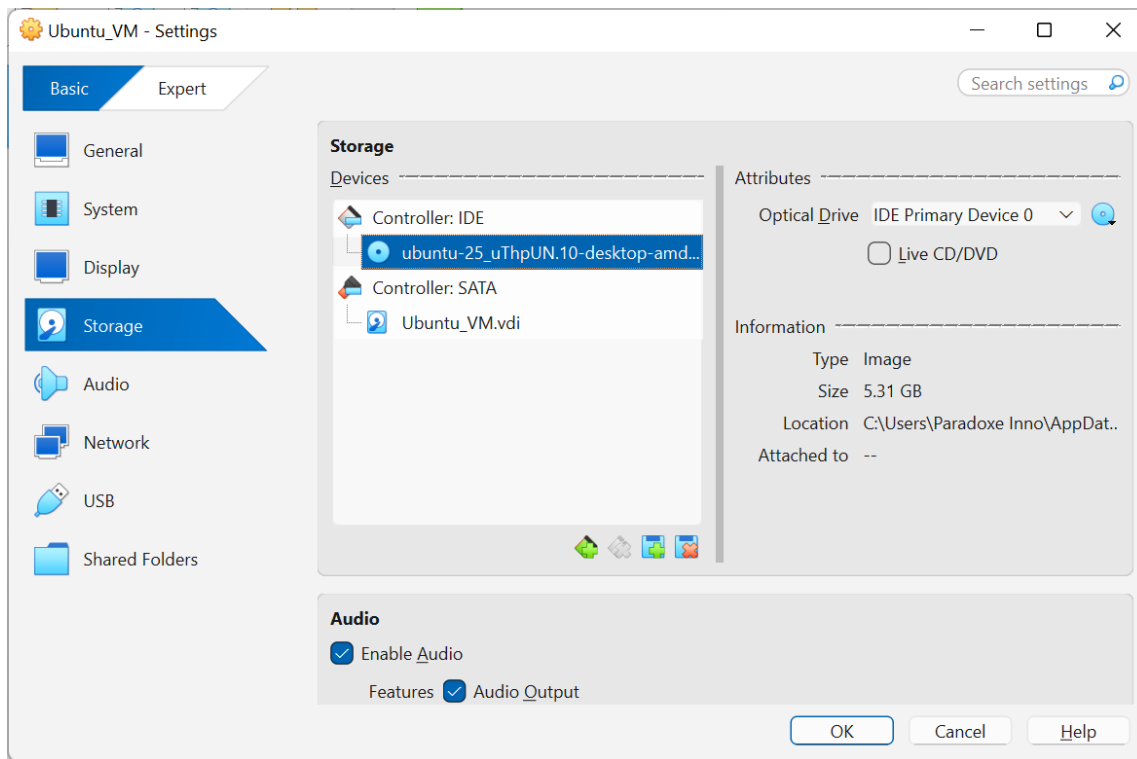 Ubuntu_VM - Settings
Basic
Expert
Search settings
General
System
Display
Storage
Audio
Network
USB
Shared Folders
Storage
Devices
Controller: IDE
ubuntu-25_uThpUN.10-desktop-amd...
Controller: SATA
Ubuntu_VM.vdi
Attributes
Optical Drive IDE Primary Device 0
Live CD/DVD
Information
Type Image
Size 5.31 GB
Location C:\Users\Paradoxe Inno\AppDat..
Attached to --
Audio
Enable Audio
Features Audio Output
OK
Cancel
Help